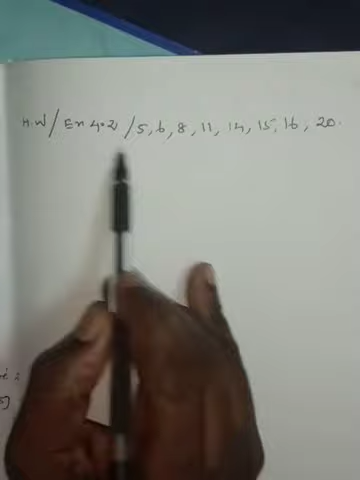 H.W / Ex 4.2 / 5, 6, 8, 11, 14, 15, 16, 20.